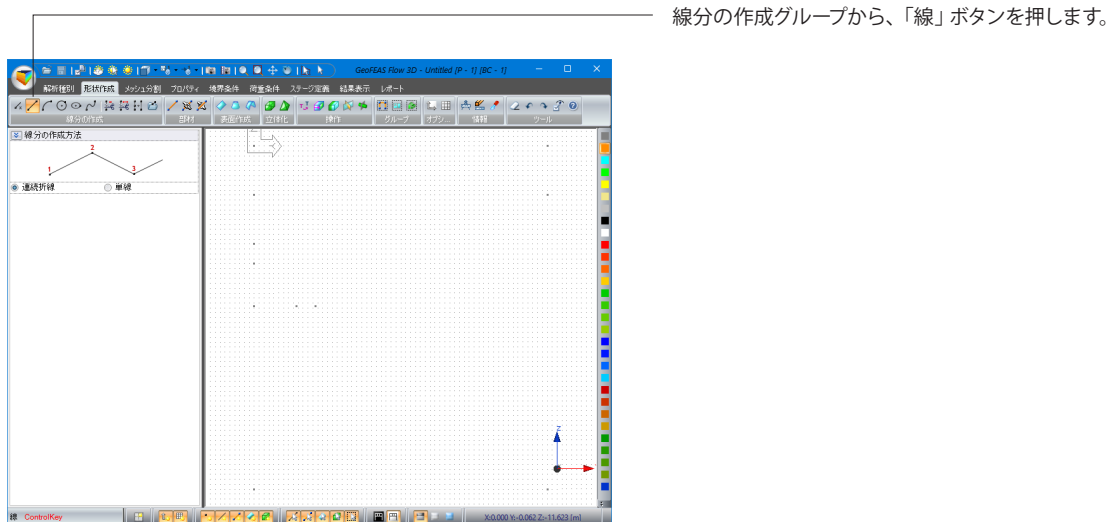 線分の作成グループから、「線」ボタンを押します。
GeoFEAS Flow 3D - Untitled [P - 1] [BC - 1]
解析種別 形状作成 メッシュ分割 プロパティ 境界条件 荷重条件 ステージ定義 結果表示 レポート
線分の作成 部材 表面作成 立体化 操作 グループ オプシ... 情報 ツール
線分の作成方法
2
1
3
連続折線 単線
z
線 ControlKey
X:0.000 Y:-0.062 Z:-11.623 [m]